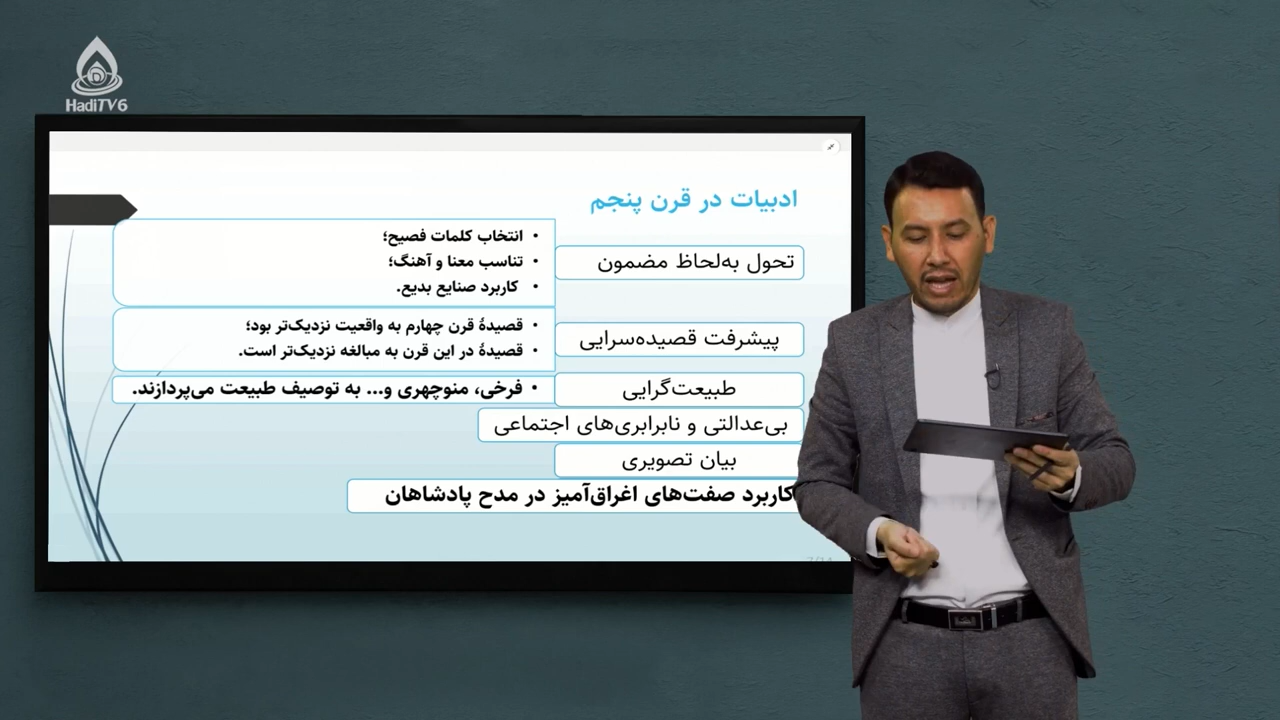 HadiTV6
ادبیات در قرن پنجم
تحول به‌لحاظ مضمون
• انتخاب کلمات فصیح؛
• تناسب معنا و آهنگ؛
• کاربرد صنایع بدیع.
پیشرفت قصیده‌سرایی
• قصیدهٔ قرن چهارم به واقعیت نزدیک‌تر بود؛
• قصیدهٔ در این قرن به مبالغه نزدیک‌تر است.
طبیعت‌گرایی
• فرخی، منوچهری و... به توصیف طبیعت می‌پردازند.
بی‌عدالتی و نابرابری‌های اجتماعی
بیان تصویری
کاربرد صفت‌های اغراق‌آمیز در مدح پادشاهان